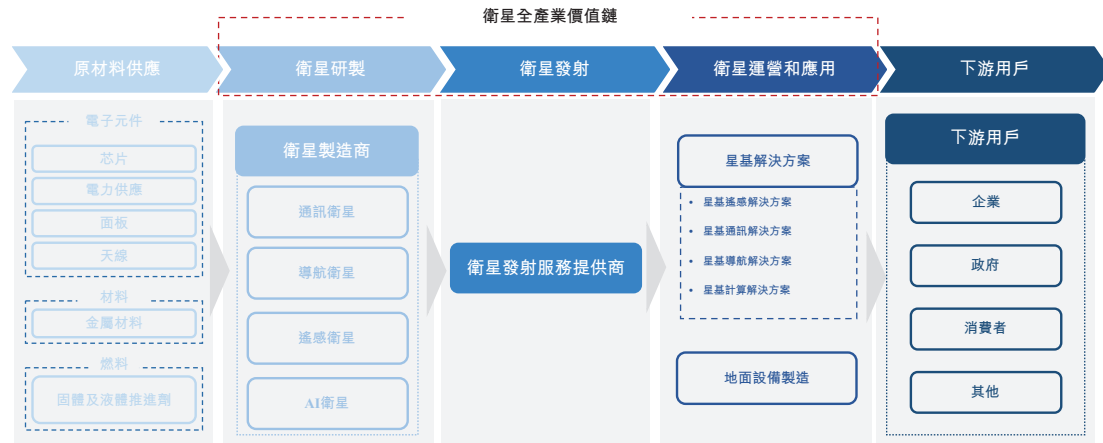 衛星全產業價值鏈
原材料供應
衛星研製
衛星發射
衛星運營和應用
下游用戶
電子元件
芯片
電力供應
面板
天線
材料
金屬材料
燃料
固體及液體推進劑
衛星製造商
通訊衛星
導航衛星
遙感衛星
AI衛星
衛星發射服務提供商
星基解決方案
• 星基遙感解決方案
• 星基通訊解決方案
• 星基導航解決方案
• 星基計算解決方案
地面設備製造
下游用戶
企業
政府
消費者
其他